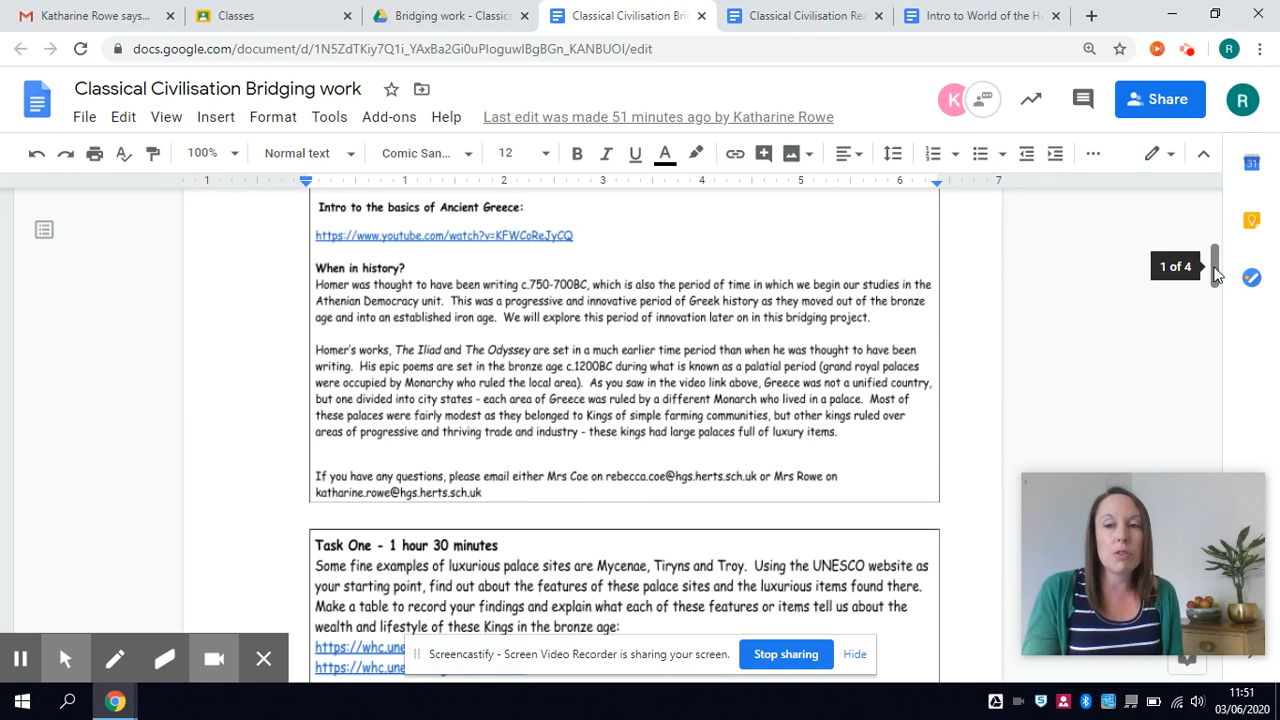 Katharine Rowe says...
Classes
Bridging work - Classics
Classical Civilisation Bri
Classical Civilisation Rea
Intro to World of the H
docs.google.com/document/d/1N5ZdTKiy7Q1i_YAxBa2Gi0uPIoguwIBgBGn_KANBUOI/edit
R
Classical Civilisation Bridging work
K
Share
R
File Edit View Insert Format Tools Add-ons Help Last edit was made 51 minutes ago by Katharine Rowe
100% Normal text Comic San... 12 B I U A
1 1 2 3 4 5 6 7
31
Intro to the basics of Ancient Greece:
https://www.youtube.com/watch?v=KFWCoReJyCQ
When in history?
Homer was thought to have been writing c.750-700BC, which is also the period of time in which we begin our studies in the
Athenian Democracy unit. This was a progressive and innovative period of Greek history as they moved out of the bronze
age and into an established iron age. We will explore this period of innovation later on in this bridging project.
Homer's works, The Iliad and The Odyssey are set in a much earlier time period than when he was thought to have been
writing. His epic poems are set in the bronze age c.1200BC during what is known as a palatial period (grand royal palaces
were occupied by Monarchy who ruled the local area). As you saw in the video link above, Greece was not a unified country,
but one divided into city states - each area of Greece was ruled by a different Monarch who lived in a palace. Most of
these palaces were fairly modest as they belonged to Kings of simple farming communities, but other kings ruled over
areas of progressive and thriving trade and industry - these kings had large palaces full of luxury items.
If you have any questions, please email either Mrs Coe on rebecca.coe@hgs.herts.sch.uk or Mrs Rowe on
katharine.rowe@hgs.herts.sch.uk
1 of 4
Task One - 1 hour 30 minutes
Some fine examples of luxurious palace sites are Mycenae, Tiryns and Troy. Using the UNESCO website as
your starting point, find out about the features of these palace sites and the luxurious items found there.
Make a table to record your findings and explain what each of these features or items tell us about the
wealth and lifestyle of these Kings in the bronze age:
https://whc.une
https://whc.une
Screencastify - Screen Video Recorder is sharing your screen. Stop sharing Hide
11:51
03/06/2020